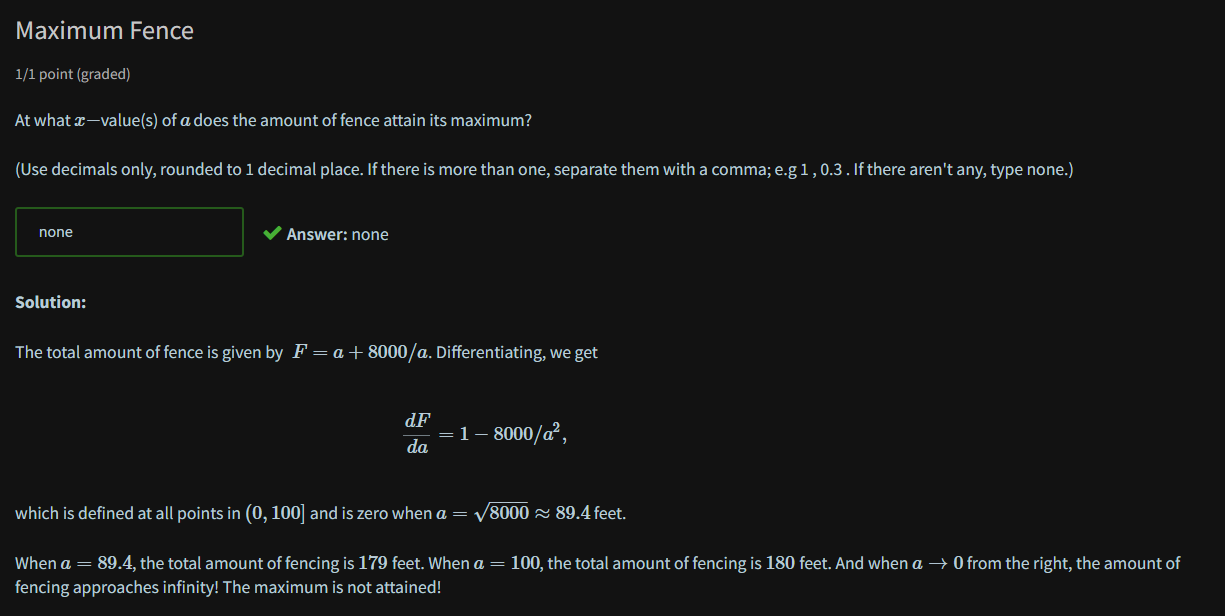 Maximum Fence
1/1 point (graded)
At what x−value(s) of a does the amount of fence attain its maximum?
(Use decimals only, rounded to 1 decimal place. If there is more than one, separate them with a comma; e.g 1 , 0.3 . If there aren't any, type none.)
none
Answer: none
Solution:
The total amount of fence is given by F = a + 8000/a. Differentiating, we get
dF/da = 1 − 8000/a²,
which is defined at all points in (0, 100] and is zero when a = √8000 ≈ 89.4 feet.
When a = 89.4, the total amount of fencing is 179 feet. When a = 100, the total amount of fencing is 180 feet. And when a → 0 from the right, the amount of
fencing approaches infinity! The maximum is not attained!